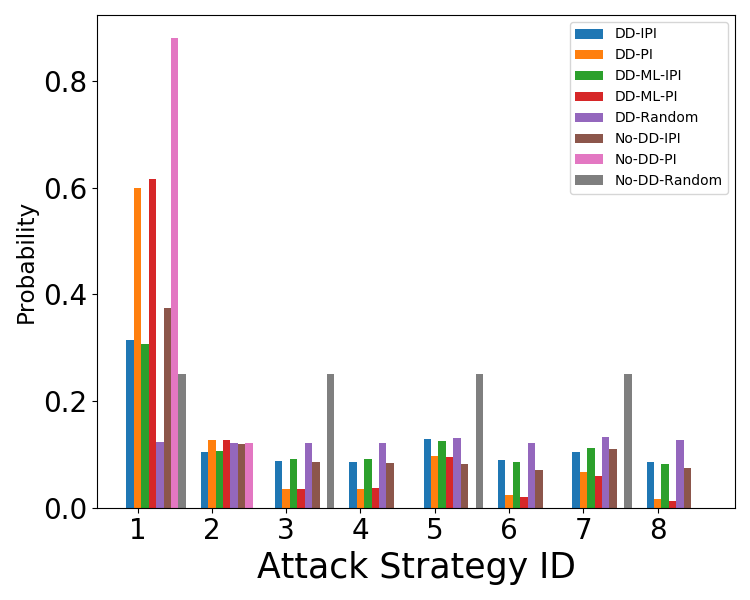 Probability
0.8
0.6
0.4
0.2
0.0
DD-IPI
DD-PI
DD-ML-IPI
DD-ML-PI
DD-Random
No-DD-IPI
No-DD-PI
No-DD-Random
1 2 3 4 5 6 7 8
Attack Strategy ID